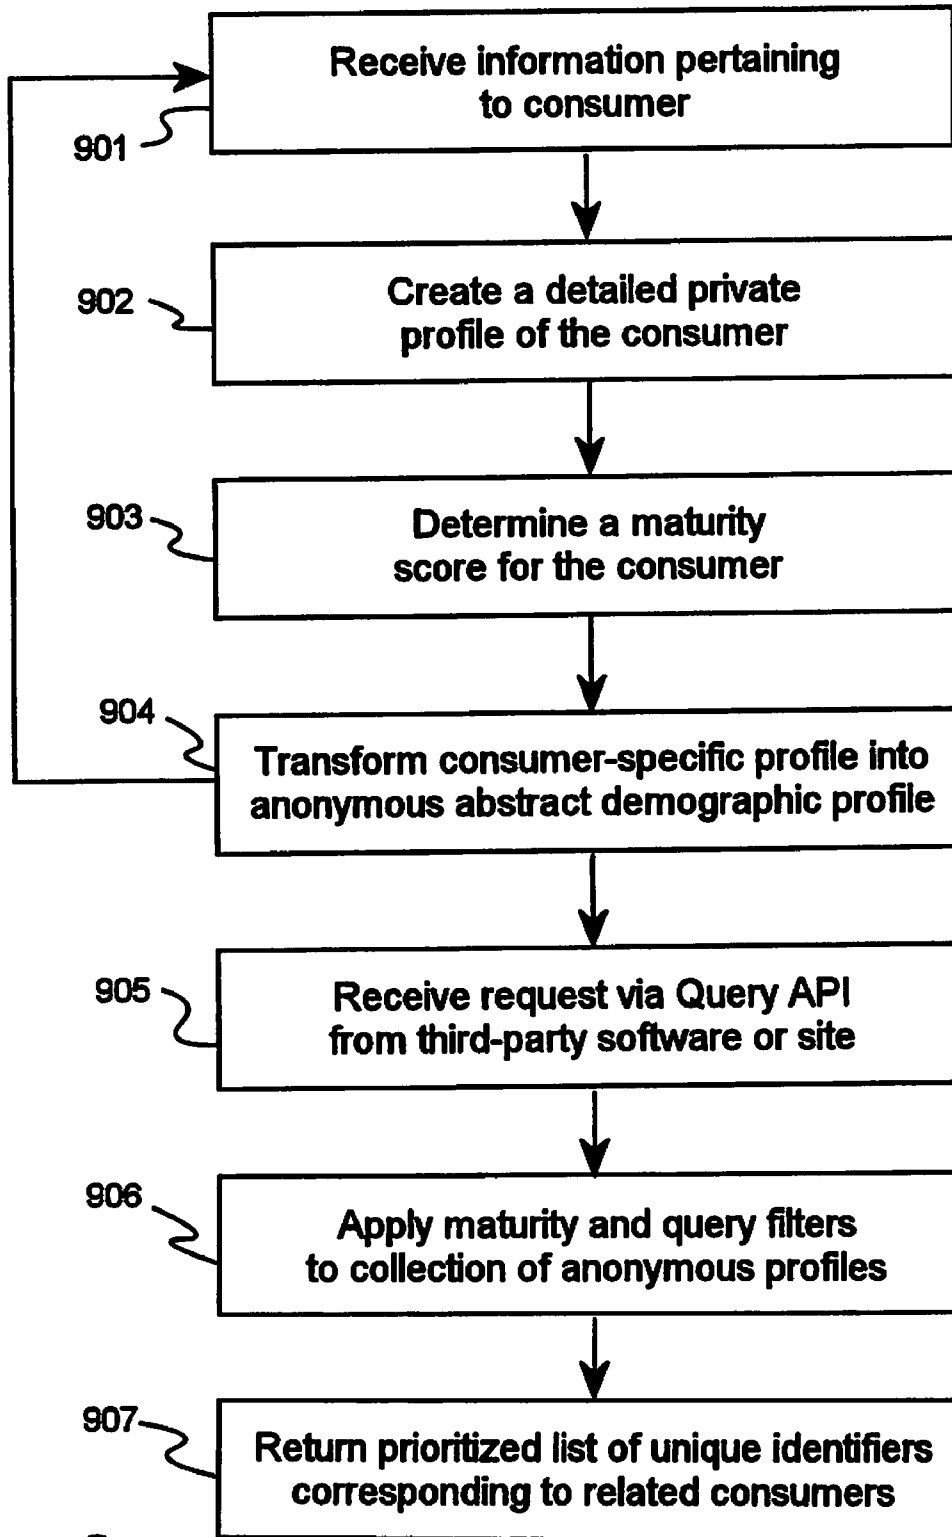 Receive information pertaining
to consumer
901
902
Create a detailed private
profile of the consumer
903
Determine a maturity
score for the consumer
904
Transform consumer-specific profile into
anonymous abstract demographic profile
905
Receive request via Query API
from third-party software or site
906
Apply maturity and query filters
to collection of anonymous profiles
907
Return prioritized list of unique identifiers
corresponding to related consumers